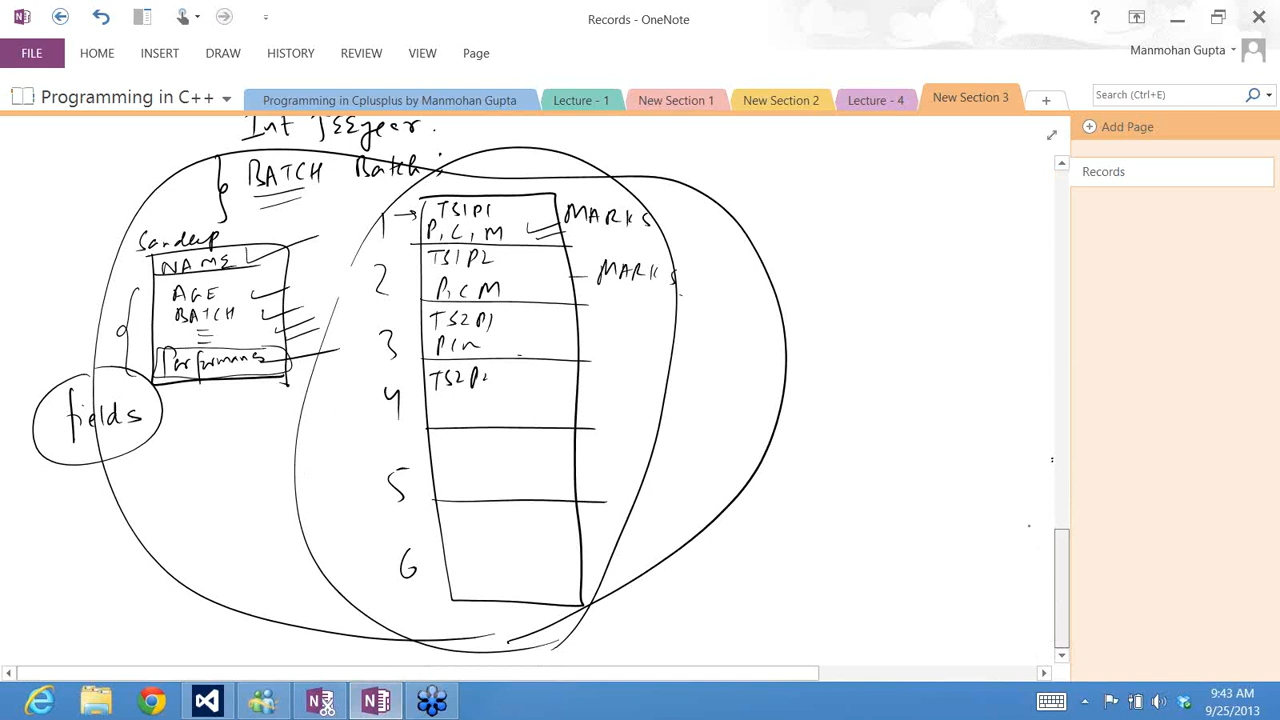 Records - OneNote
?
FILE HOME INSERT DRAW HISTORY REVIEW VIEW Page
Manmohan Gupta
Programming in C++
Programming in Cplusplus by Manmohan Gupta
Lecture - 1
New Section 1
New Section 2
Lecture - 4
New Section 3
Search (Ctrl+E)
Add Page
Records
Int JEEyear.
} BATCH Batch;
Sandeep
NAME
AGE
BATCH
Performance
fields
1 TS1P1 MARKS
P, C, M
2 TS1P2 MARKS
P, C M
3 TS2P1
4 TS2P2
5
6
9:43 AM
9/25/2013